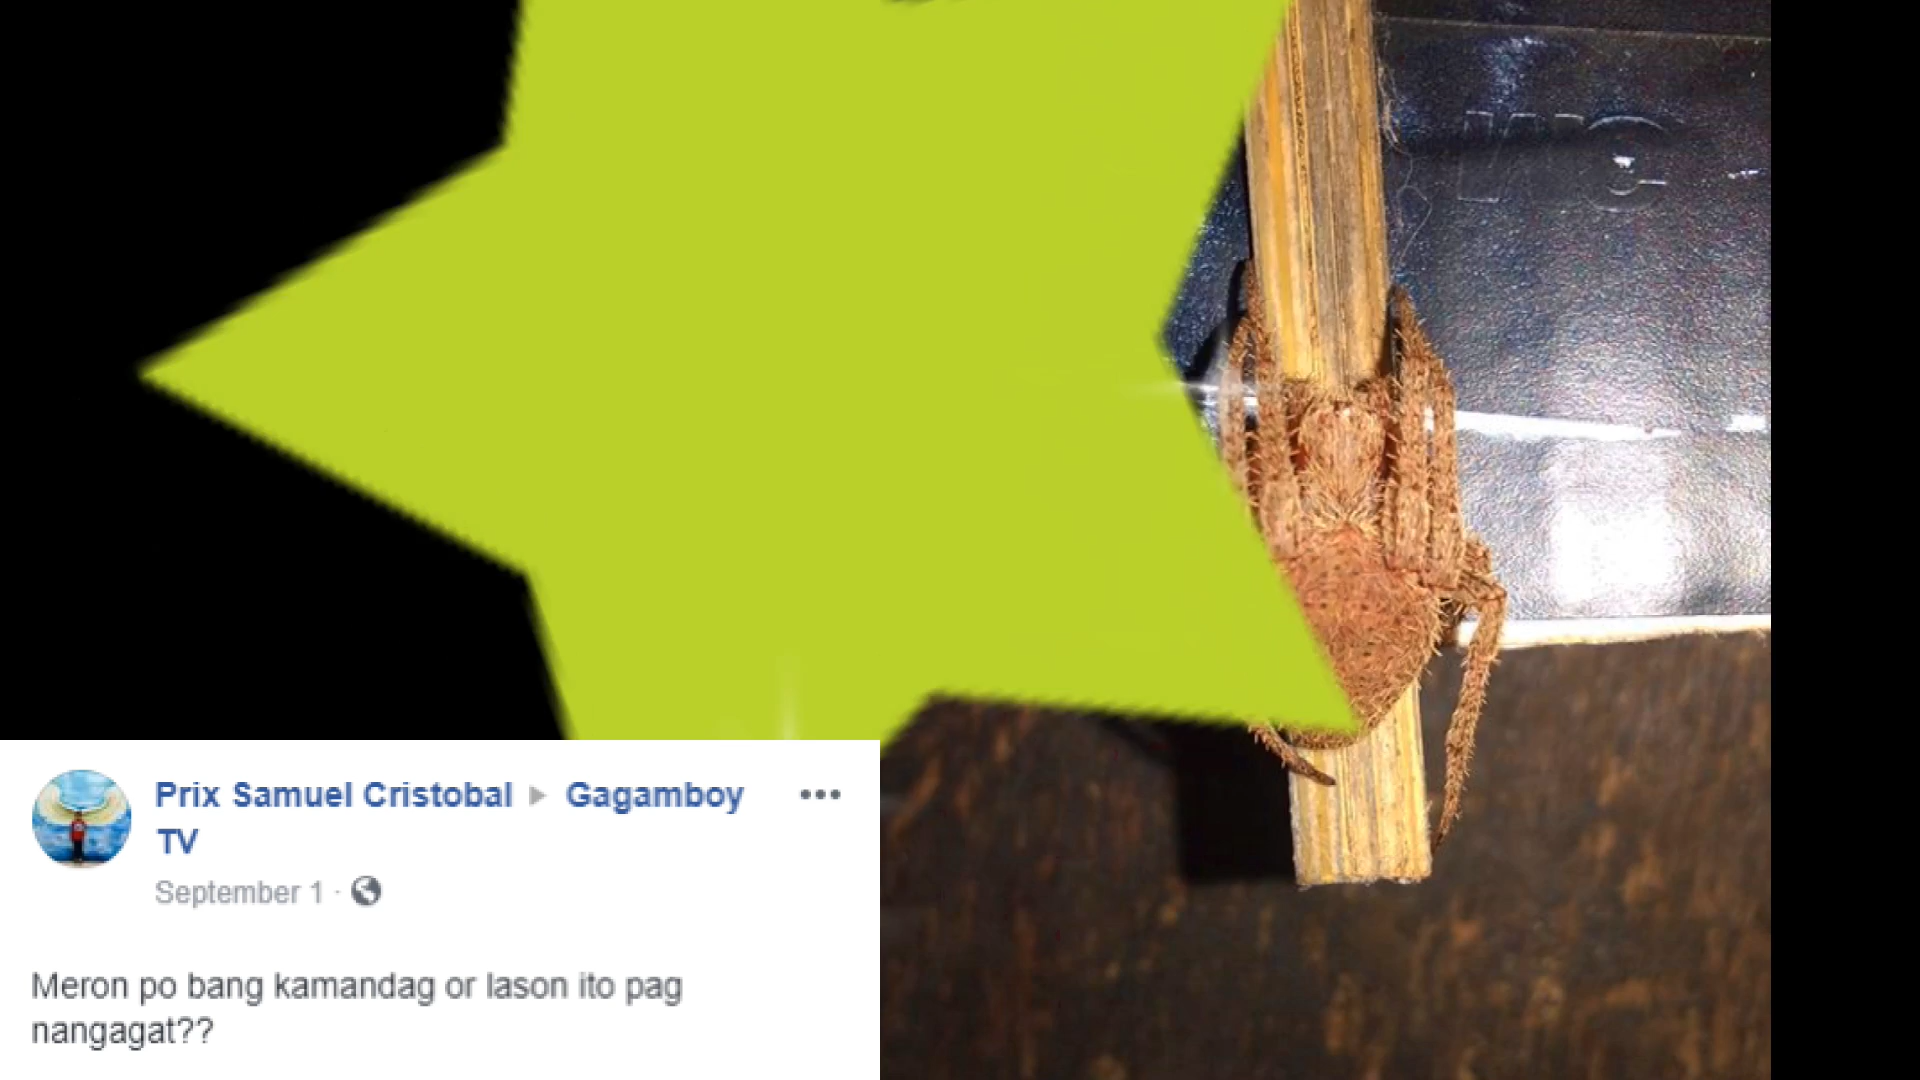 Prix Samuel Cristobal ▸ Gagamboy
TV
September 1 ·
Meron po bang kamandag or lason ito pag
nangagat??